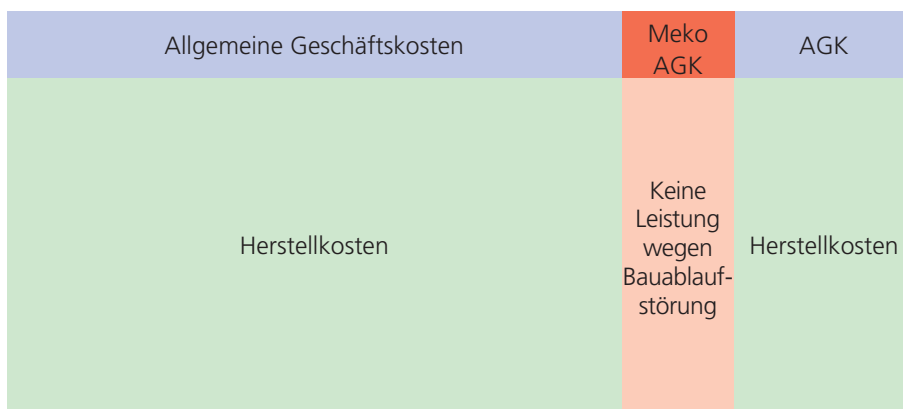 Allgemeine Geschäftskosten
Meko
AGK
AGK
Herstellkosten
Keine
Leistung
wegen
Bauablauf-
störung
Herstellkosten